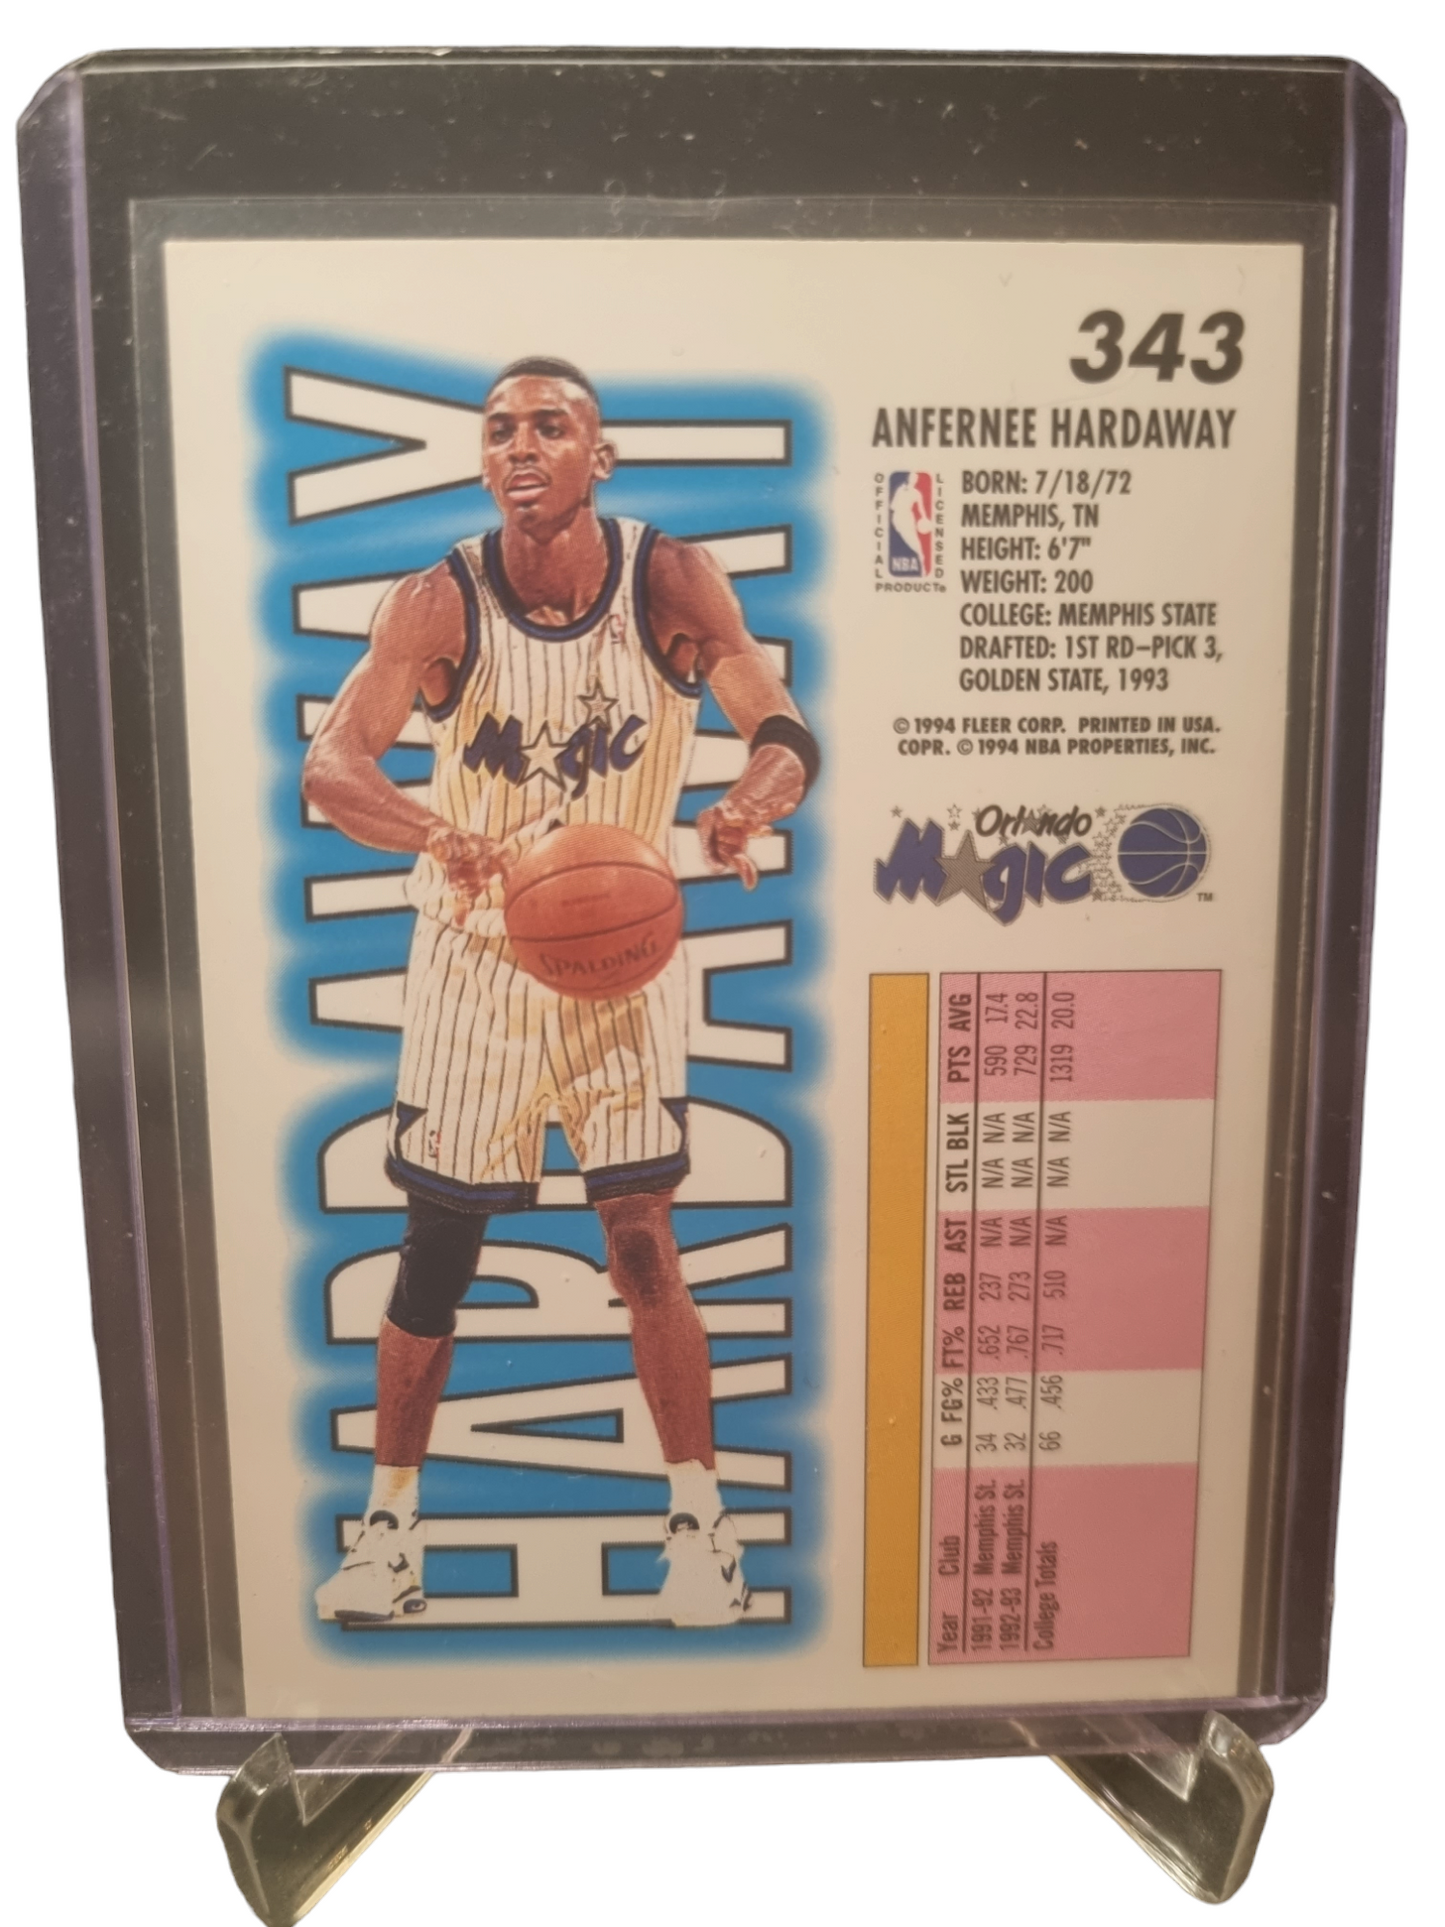 343
ANFERNEE HARDAWAY
OFFICIAL LICENSED
NBA
PRODUCT®
BORN: 7/18/72
MEMPHIS, TN
HEIGHT: 6'7"
WEIGHT: 200
COLLEGE: MEMPHIS STATE
DRAFTED: 1ST RD–PICK 3,
GOLDEN STATE, 1993
© 1994 FLEER CORP. PRINTED IN USA.
COPR. © 1994 NBA PROPERTIES, INC.
Orlando
Magic
TM
HARDAWAY
Magic
SPALDING
Year Club G FG% FT% REB AST STL BLK PTS AVG
1991-92 Memphis St. 34 .433 .652 237 N/A N/A N/A 590 17.4
1992-93 Memphis St. 32 .477 .767 273 N/A N/A N/A 729 22.8
College Totals 66 .456 .717 510 N/A N/A N/A 1319 20.0